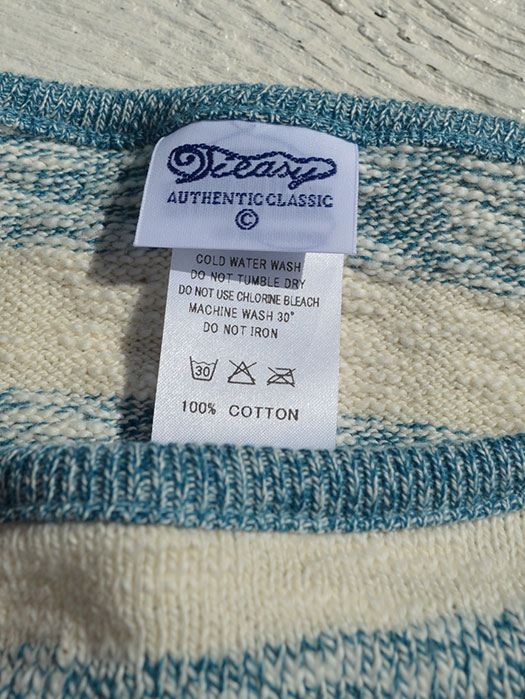 Dieasy
AUTHENTIC CLASSIC
©
COLD WATER WASH
DO NOT TUMBLE DRY
DO NOT USE CHLORINE BLEACH
MACHINE WASH 30°
DO NOT IRON
30
100% COTTON